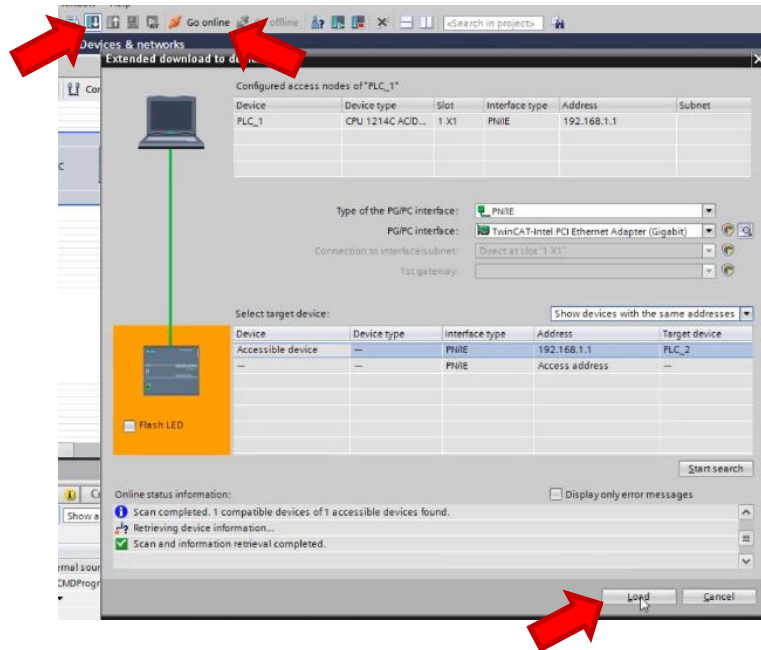 Go online
offline
<Search in project>
Devices & networks
Extended download to d
Configured access nodes of "PLC_1"
Device Device type Slot Interface type Address Subnet
PLC_1 CPU 1214C AC/D... 1 X1 PN/IE 192.168.1.1
Type of the PG/PC interface: PN/IE
PG/PC interface: TwinCAT-Intel PCI Ethernet Adapter (Gigabit)
Connection to interface/subnet: Direct at slot '1 X1'
1st gateway:
Select target device: Show devices with the same addresses
Device Device type Interface type Address Target device
Accessible device — PN/IE 192.168.1.1 PLC_2
— — PN/IE Access address —
Flash LED
Start search
Online status information: Display only error messages
Scan completed. 1 compatible devices of 1 accessible devices found.
Retrieving device information...
Scan and information retrieval completed.
Show a
Load Cancel